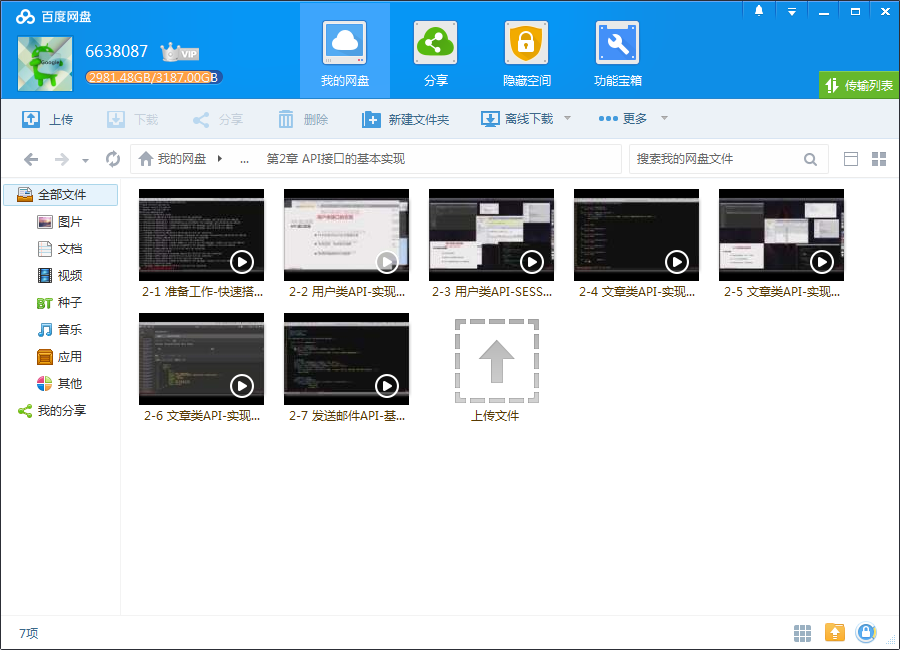 百度网盘
6638087 VIP
2981.48GB/3187.00GB
我的网盘
分享
隐藏空间
功能宝箱
传输列表
上传 下载 分享 删除 新建文件夹 离线下载 更多
我的网盘 ... 第2章 API接口的基本实现
搜索我的网盘文件
全部文件
图片
文档
视频
BT 种子
音乐
应用
其他
我的分享
2-1 准备工作-快速搭...
2-2 用户类API-实现...
2-3 用户类API-SESS...
2-4 文章类API-实现...
2-5 文章类API-实现...
2-6 文章类API-实现...
2-7 发送邮件API-基...
上传文件
7项